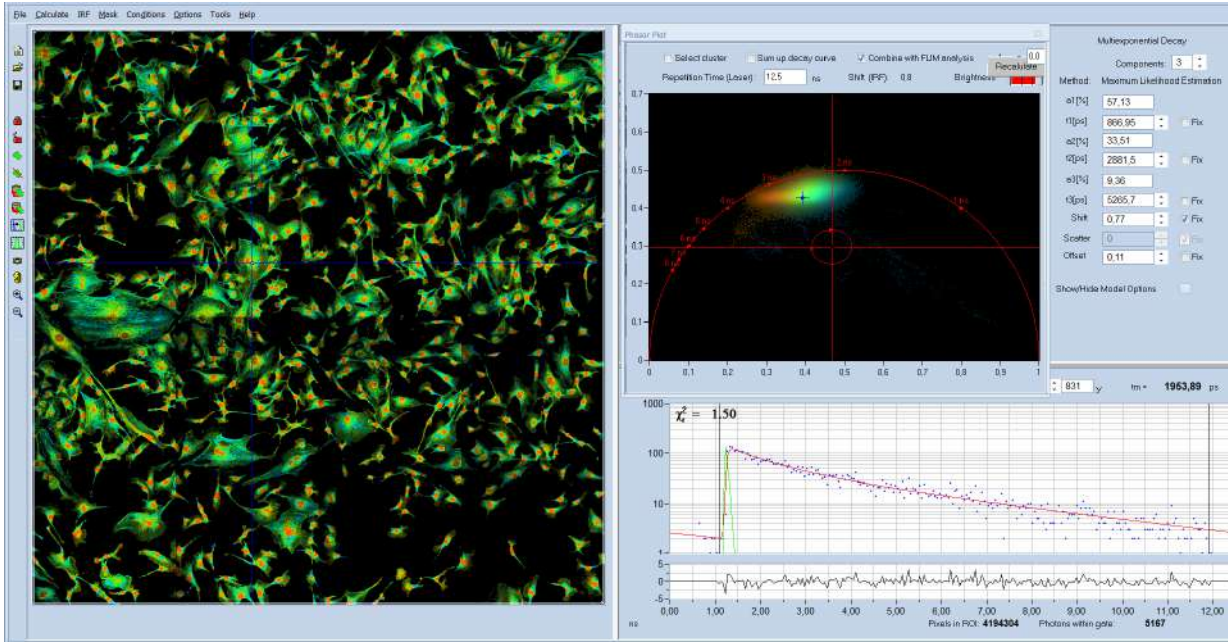 File Calculate IRF Mask Conditions Options Tools Help
Phasor Plot
Select cluster Sum up decay curve Combine with FLIM analysis 0,0
Recalculate
Repetition Time (Laser): 12,5 ns Shift (IRF): 0,8 Brightness
0.7
0.6
0.5
0.4
0.3
0.2
0.1
0
0 0,1 0,2 0,3 0,4 0,5 0,6 0,7 0,8 0,9 1
Multiexponential Decay
Components: 3
Method: Maximum Likelihood Estimation
a1[%] 57,13
t1[ps] 866,95 Fix
a2[%] 33,51
t2[ps] 2881,5 Fix
a3[%] 9,36
t3[ps] 5265,7 Fix
Shift 0,77 Fix
Scatter 0 Fix
Offset 0,11 Fix
Show/Hide Model Options
831 y tm = 1953,89 ps
χ²r = 1.50
1000
100
10
1
5
0
-5
0,00 1,00 2,00 3,00 4,00 5,00 6,00 7,00 8,00 9,00 10,00 11,00 12,00
ns Pixels in ROI: 4194304 Photons within gate: 5167